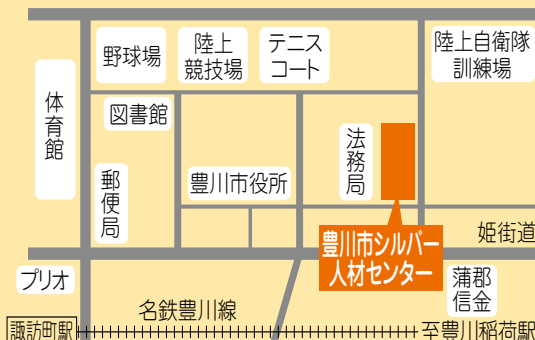 野球場
陸上
競技場
テニス
コート
陸上自衛隊
訓練場
体育館
図書館
郵便局
豊川市役所
法務局
豊川市シルバー
人材センター
姫街道
プリオ
蒲郡
信金
名鉄豊川線
諏訪町駅
至豊川稲荷駅